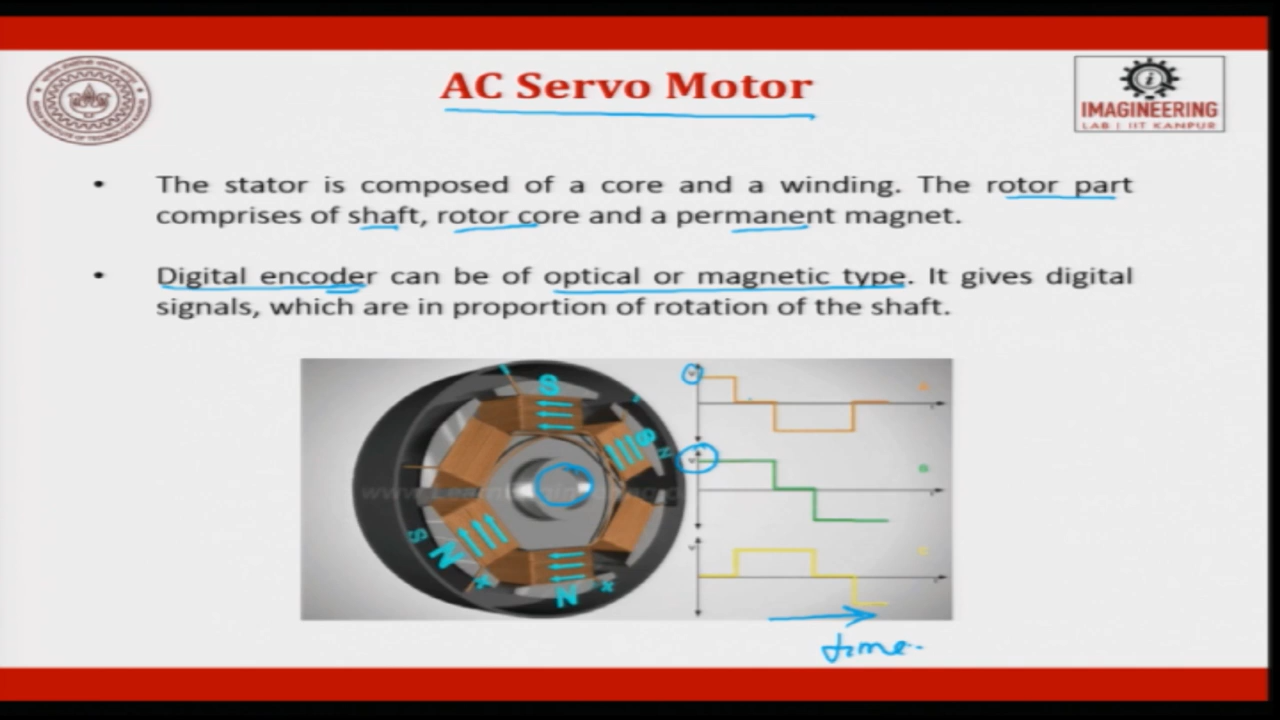 AC Servo Motor
IMAGINEERING
LAB | IIT KANPUR
• The stator is composed of a core and a winding. The rotor part
comprises of shaft, rotor core and a permanent magnet.
• Digital encoder can be of optical or magnetic type. It gives digital
signals, which are in proportion of rotation of the shaft.
S
N
S
N
N
V
V
V
time.